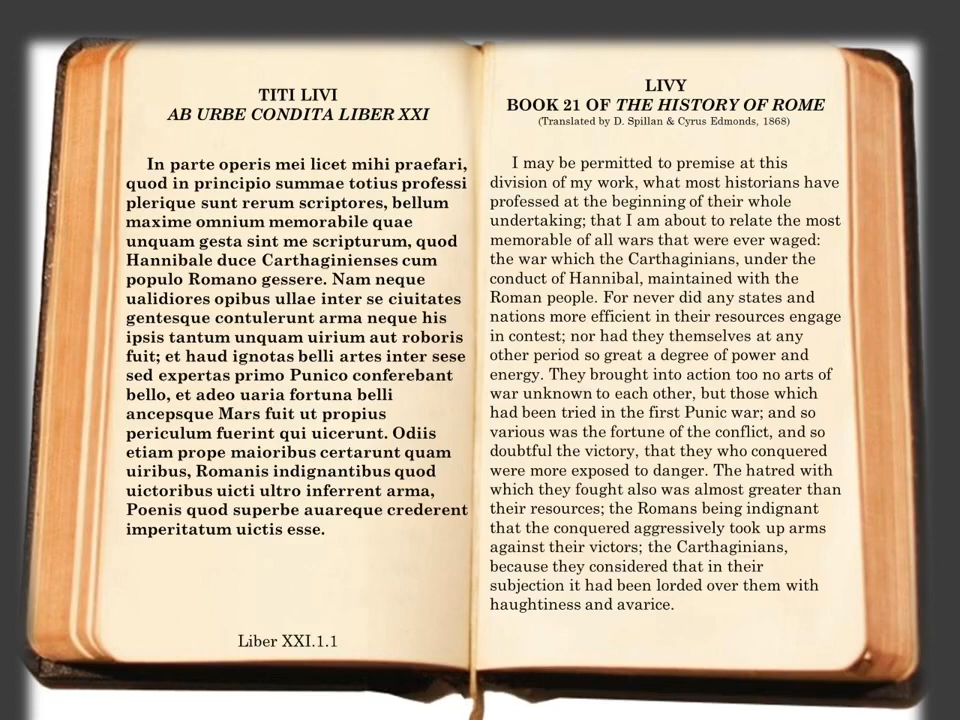 TITI LIVI
AB URBE CONDITA LIBER XXI
In parte operis mei licet mihi praefari,
quod in principio summae totius professi
plerique sunt rerum scriptores, bellum
maxime omnium memorabile quae
unquam gesta sint me scripturum, quod
Hannibale duce Carthaginienses cum
populo Romano gessere. Nam neque
ualidiores opibus ullae inter se ciuitates
gentesque contulerunt arma neque his
ipsis tantum unquam uirium aut roboris
fuit; et haud ignotas belli artes inter sese
sed expertas primo Punico conferebant
bello, et adeo uaria fortuna belli
ancepsque Mars fuit ut propius
periculum fuerint qui uicerunt. Odiis
etiam prope maioribus certarunt quam
uiribus, Romanis indignantibus quod
uictoribus uicti ultro inferrent arma,
Poenis quod superbe auareque crederent
imperitatum uictis esse.
Liber XXI.1.1
LIVY
BOOK 21 OF THE HISTORY OF ROME
(Translated by D. Spillan & Cyrus Edmonds, 1868)
I may be permitted to premise at this
division of my work, what most historians have
professed at the beginning of their whole
undertaking; that I am about to relate the most
memorable of all wars that were ever waged:
the war which the Carthaginians, under the
conduct of Hannibal, maintained with the
Roman people. For never did any states and
nations more efficient in their resources engage
in contest; nor had they themselves at any
other period so great a degree of power and
energy. They brought into action too no arts of
war unknown to each other, but those which
had been tried in the first Punic war; and so
various was the fortune of the conflict, and so
doubtful the victory, that they who conquered
were more exposed to danger. The hatred with
which they fought also was almost greater than
their resources; the Romans being indignant
that the conquered aggressively took up arms
against their victors; the Carthaginians,
because they considered that in their
subjection it had been lorded over them with
haughtiness and avarice.